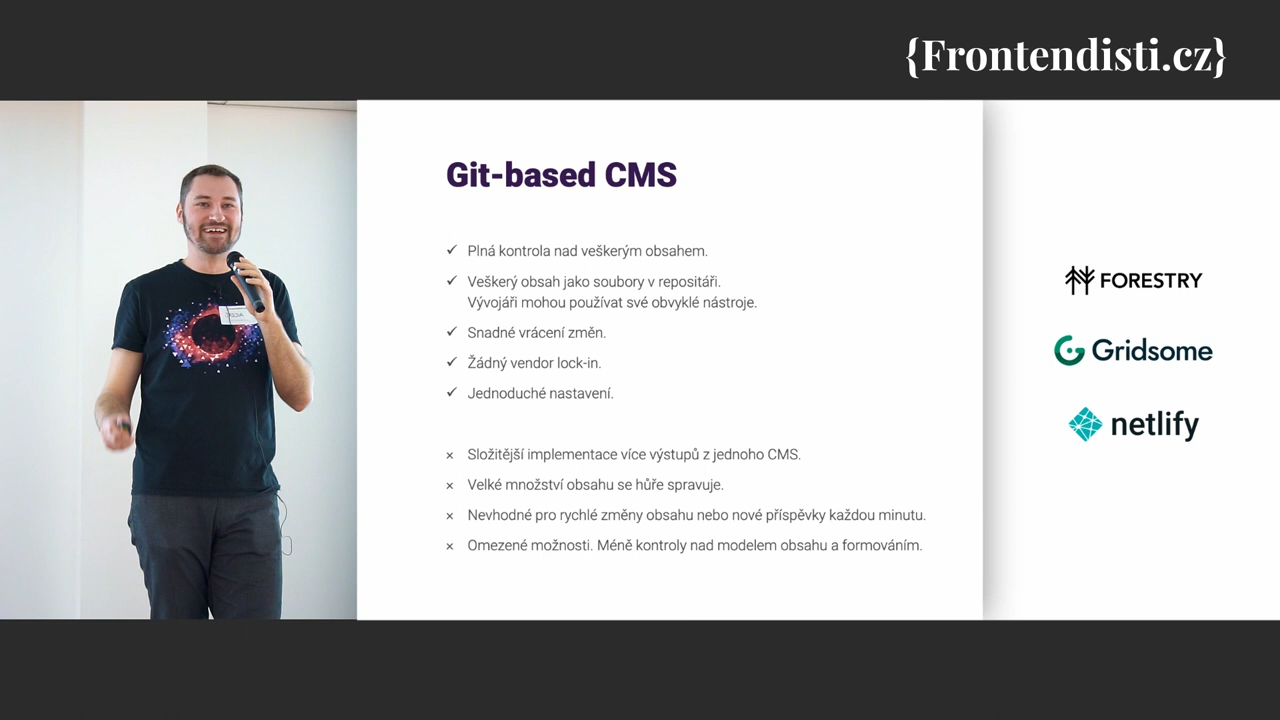 {Frontendisti.cz}
Git-based CMS
✓ Plná kontrola nad veškerým obsahem.
✓ Veškerý obsah jako soubory v repositáři.
Vývojáři mohou používat své obvyklé nástroje.
✓ Snadné vrácení změn.
✓ Žádný vendor lock-in.
✓ Jednoduché nastavení.
× Složitější implementace více výstupů z jednoho CMS.
× Velké množství obsahu se hůře spravuje.
× Nevhodné pro rychlé změny obsahu nebo nové příspěvky každou minutu.
× Omezené možnosti. Méně kontroly nad modelem obsahu a formováním.
FORESTRY
Gridsome
netlify